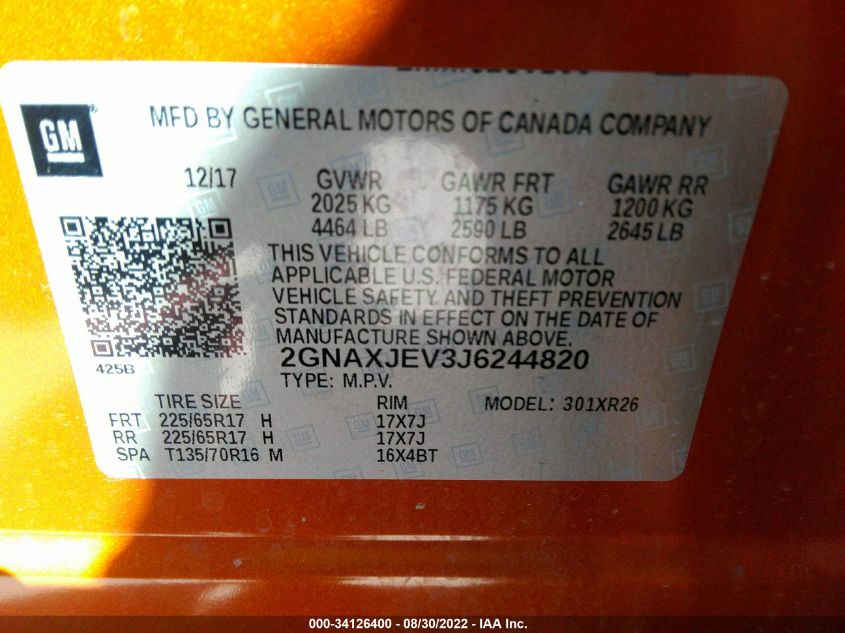 GM
MFD BY GENERAL MOTORS OF CANADA COMPANY
12/17 GVWR GAWR FRT GAWR RR
2025 KG 1175 KG 1200 KG
4464 LB 2590 LB 2645 LB
THIS VEHICLE CONFORMS TO ALL
APPLICABLE U.S. FEDERAL MOTOR
VEHICLE SAFETY AND THEFT PREVENTION
STANDARDS IN EFFECT ON THE DATE OF
MANUFACTURE SHOWN ABOVE.
425B 2GNAXJEV3J6244820
TYPE: M.P.V.
TIRE SIZE RIM MODEL: 301XR26
FRT 225/65R17 H 17X7J
RR 225/65R17 H 17X7J
SPA T135/70R16 M 16X4BT
000-34126400 - 08/30/2022 - IAA Inc.